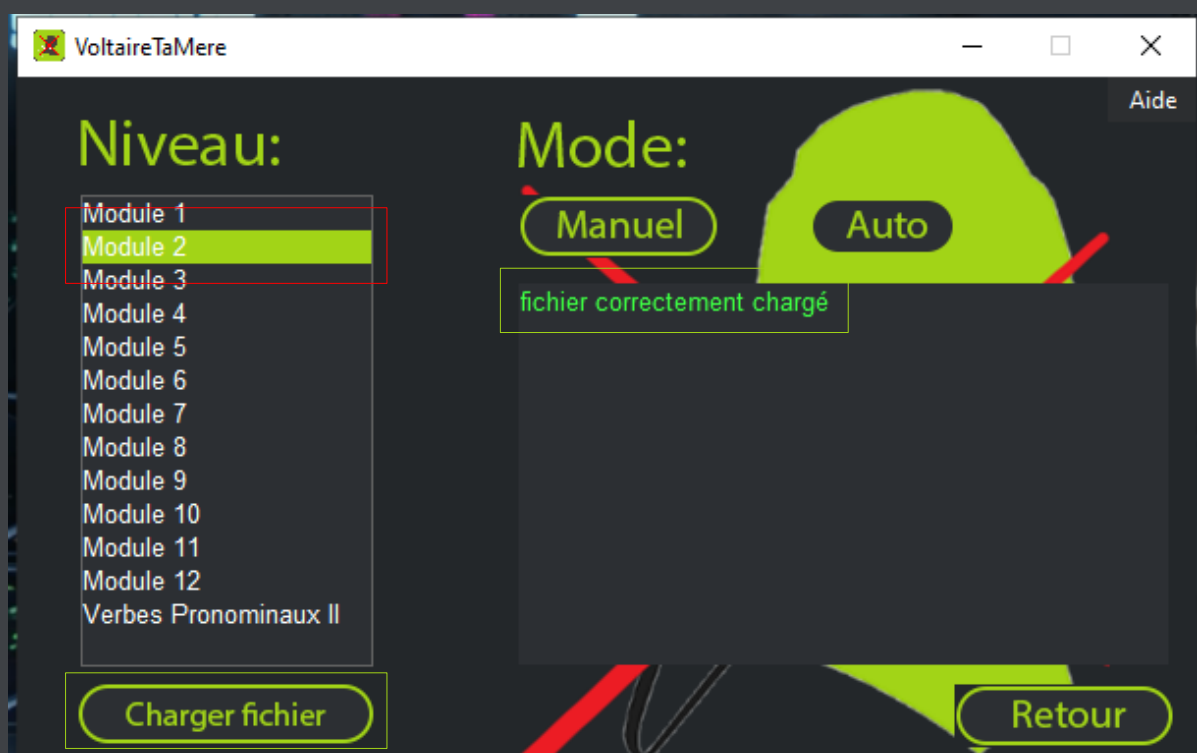 VoltaireTaMere
Aide
Niveau:
Module 1
Module 2
Module 3
Module 4
Module 5
Module 6
Module 7
Module 8
Module 9
Module 10
Module 11
Module 12
Verbes Pronominaux II
Charger fichier
Mode:
Manuel
Auto
fichier correctement chargé
Retour